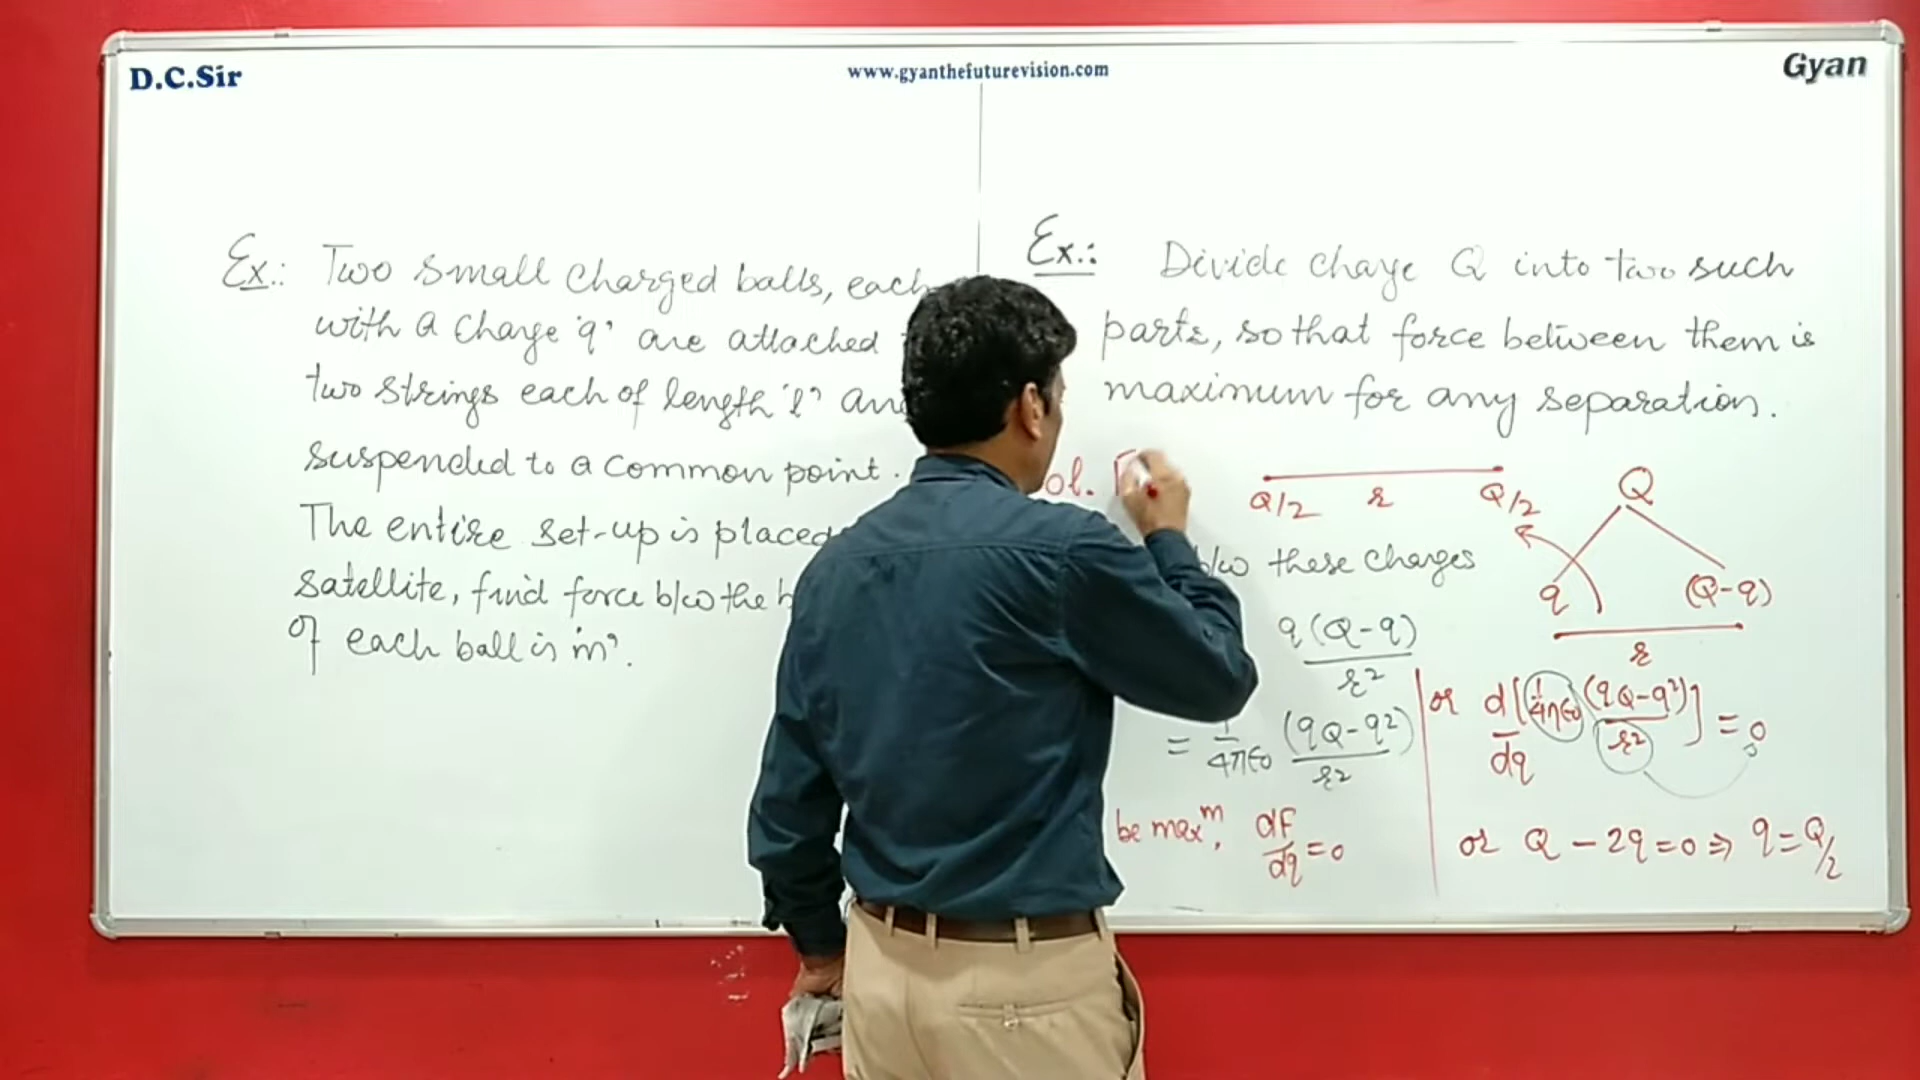 D.C.Sir
www.gyanthefuturevision.com
Gyan
Ex.: Two small charged balls, each
with a charge 'q' are attached
two strings each of length 'l'
suspended to a common point.
The entire set-up is placed
satellite, find force b/w the
of each ball is 'm'.
Ex.: Divide charge Q into two such
parts, so that force between them is
maximum for any separation.
ol.
Q/2 r Q/2
Q
q (Q-q)
r
b/w these charges
q(Q-q)
r²
= 1/4πε₀ (qQ-q²)/r²
be maxᵐ, dF/dq = 0
or d/dq [1/4πε₀ (qQ-q²)/r²] = 0
or Q - 2q = 0 ⇒ q = Q/2